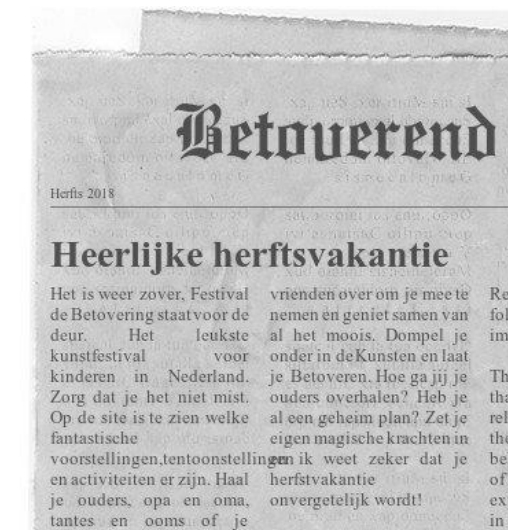 Betoverend
Herfts 2018
Heerlijke herftsvakantie
Het is weer zover, Festival
de Betovering staat voor de
deur. Het leukste
kunstfestival voor
kinderen in Nederland.
Zorg dat je het niet mist.
Op de site is te zien welke
fantastische
voorstellingen,tentoonstellingen
en activiteiten er zijn. Haal
je ouders, opa en oma,
tantes en ooms of je
vrienden over om je mee te
nemen en geniet samen van
al het moois. Dompel je
onder in de Kunsten en laat
je Betoveren. Hoe ga jij je
ouders overhalen? Heb je
al een geheim plan? Zet je
eigen magische krachten in
en ik weet zeker dat je
herfstvakantie
onvergetelijk wordt!